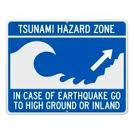 TSUNAMI HAZARD ZONE
IN CASE OF EARTHQUAKE GO
TO HIGH GROUND OR INLAND